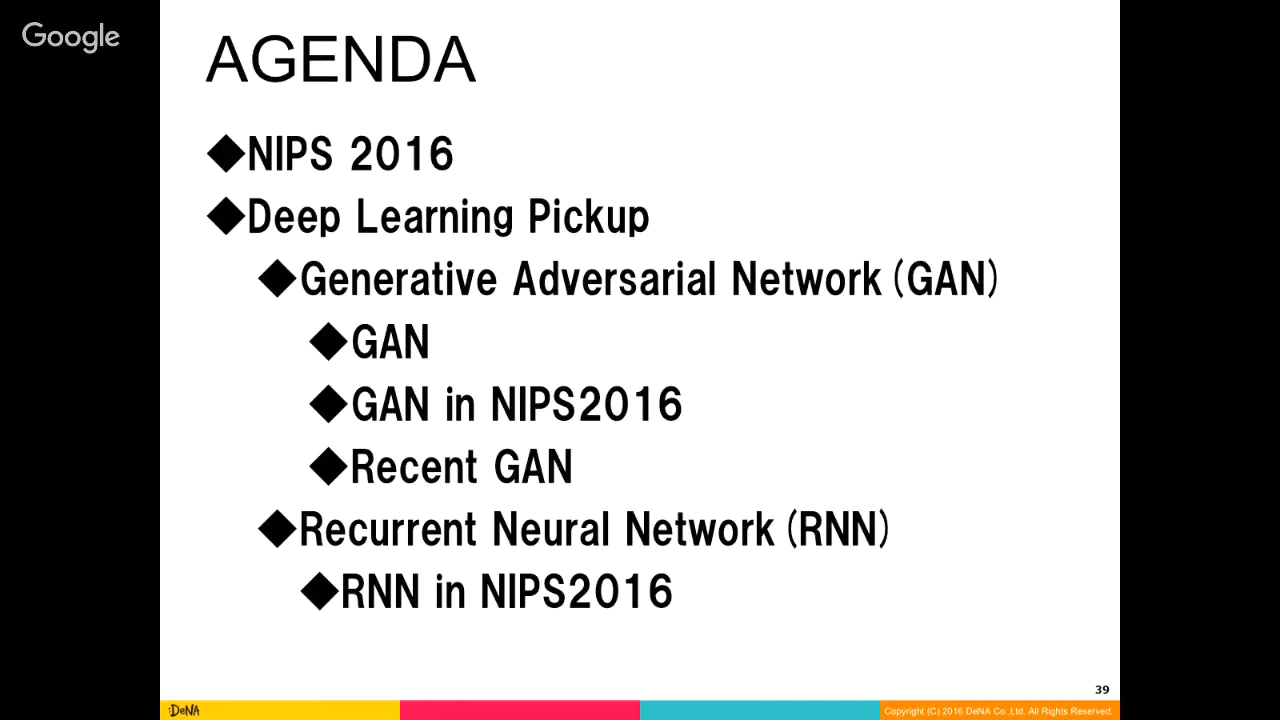 Google
AGENDA
◆NIPS 2016
◆Deep Learning Pickup
◆Generative Adversarial Network (GAN)
◆GAN
◆GAN in NIPS2016
◆Recent GAN
◆Recurrent Neural Network (RNN)
◆RNN in NIPS2016
39
:DeNA
Copyright (C) 2016 DeNA Co.,Ltd. All Rights Reserved.